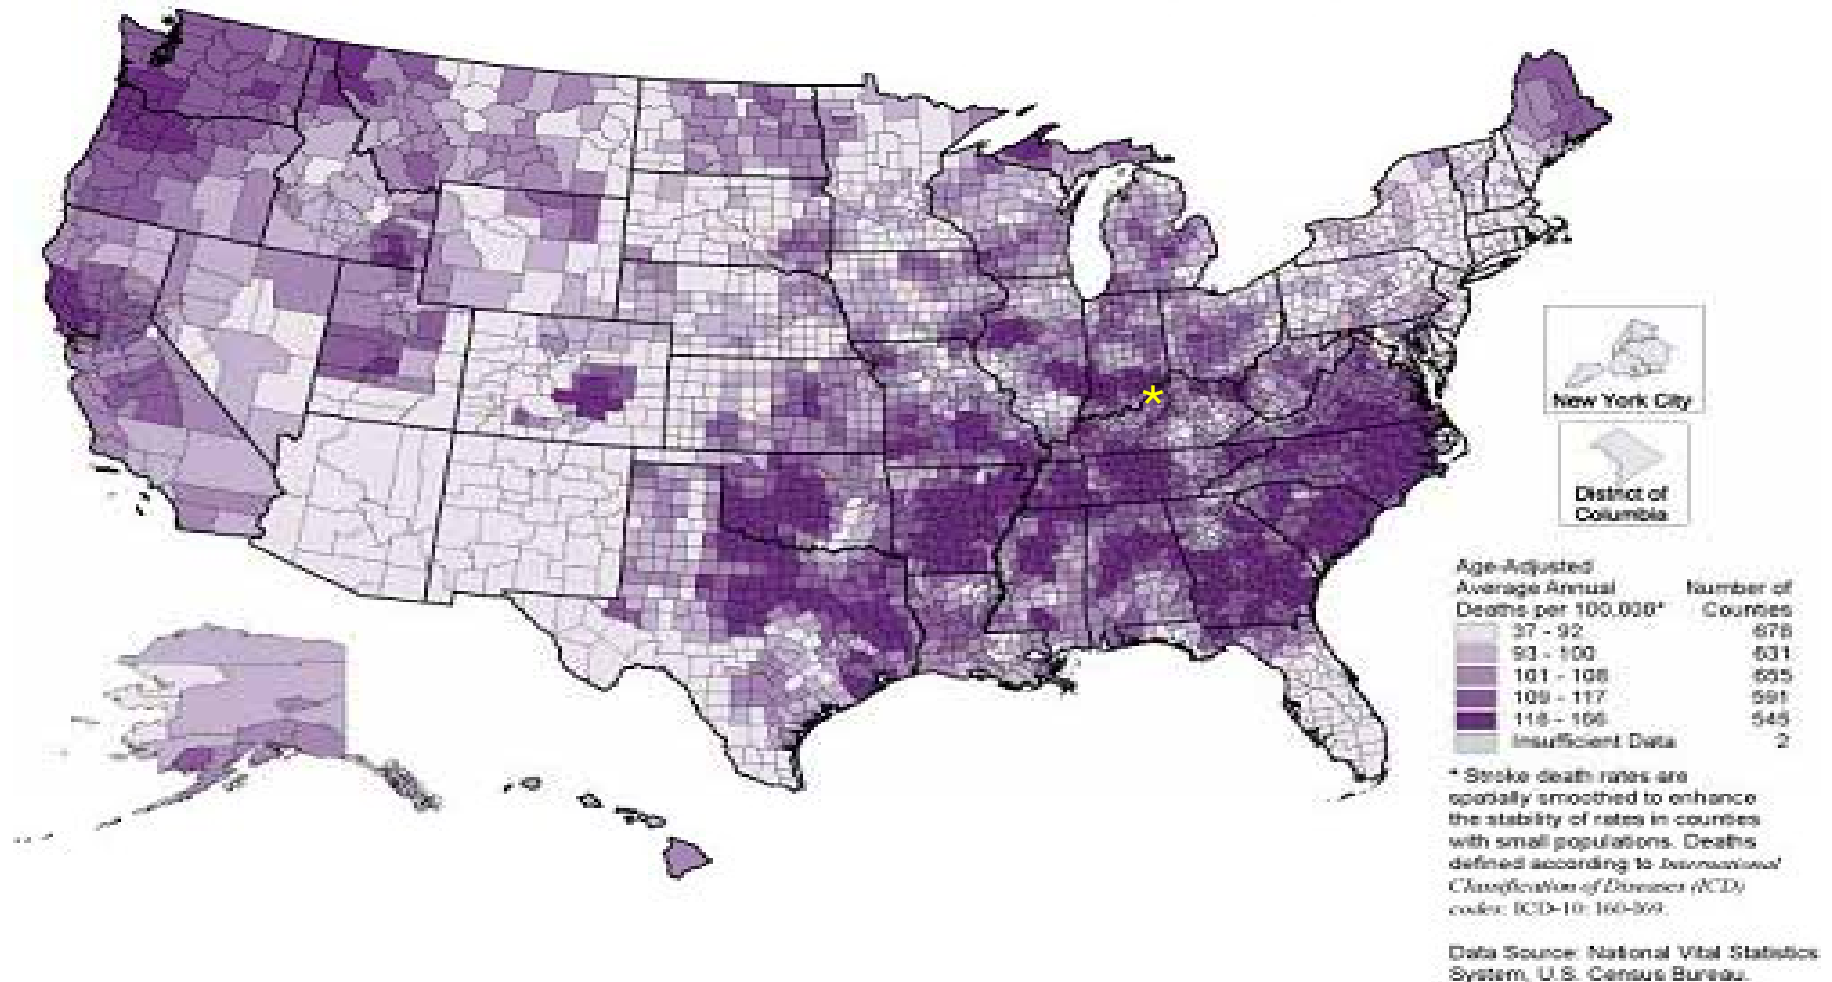 New York City
District of
Columbia
Age-Adjusted
Average Annual Number of
Deaths per 100,000* Counties
37 - 92 678
93 - 100 631
101 - 108 655
109 - 117 591
118 - 166 545
Insufficient Data 2
* Stroke death rates are
spatially smoothed to enhance
the stability of rates in counties
with small populations. Deaths
defined according to International
Classification of Diseases (ICD)
codes: ICD-10: I60-I69.
Data Source: National Vital Statistics
System, U.S. Census Bureau.